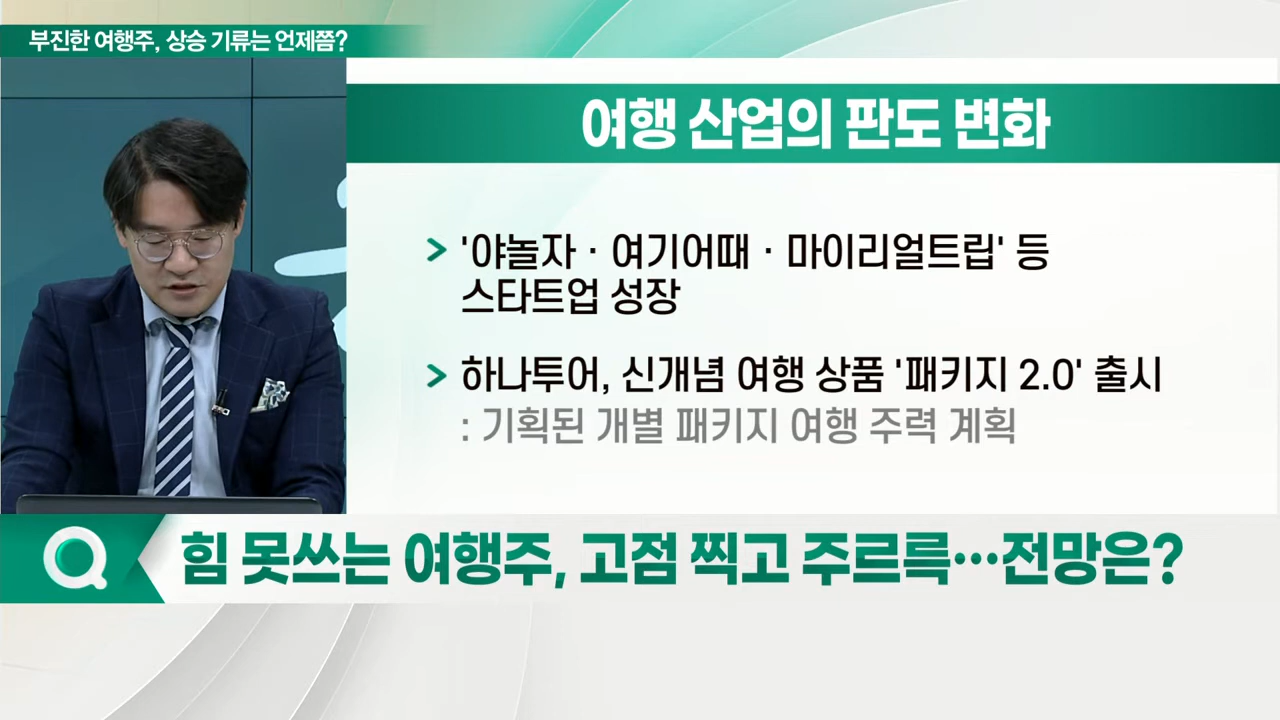 부진한 여행주, 상승 기류는 언제쯤?
여행 산업의 판도 변화
'야놀자 · 여기어때 · 마이리얼트립' 등
스타트업 성장
하나투어, 신개념 여행 상품 '패키지 2.0' 출시
: 기획된 개별 패키지 여행 주력 계획
힘 못쓰는 여행주, 고점 찍고 주르륵…전망은?